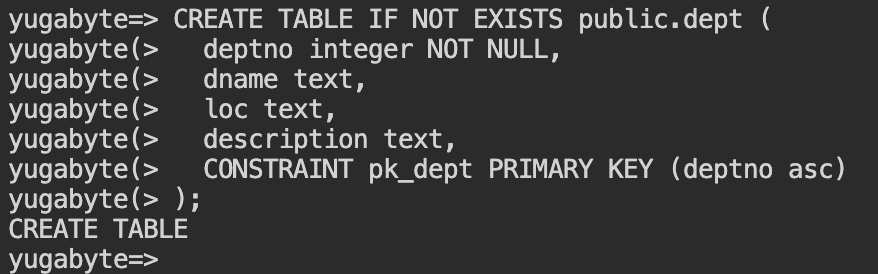 yugabyte=> CREATE TABLE IF NOT EXISTS public.dept (
yugabyte(>   deptno integer NOT NULL,
yugabyte(>   dname text,
yugabyte(>   loc text,
yugabyte(>   description text,
yugabyte(>   CONSTRAINT pk_dept PRIMARY KEY (deptno asc)
yugabyte(> );
CREATE TABLE
yugabyte=>